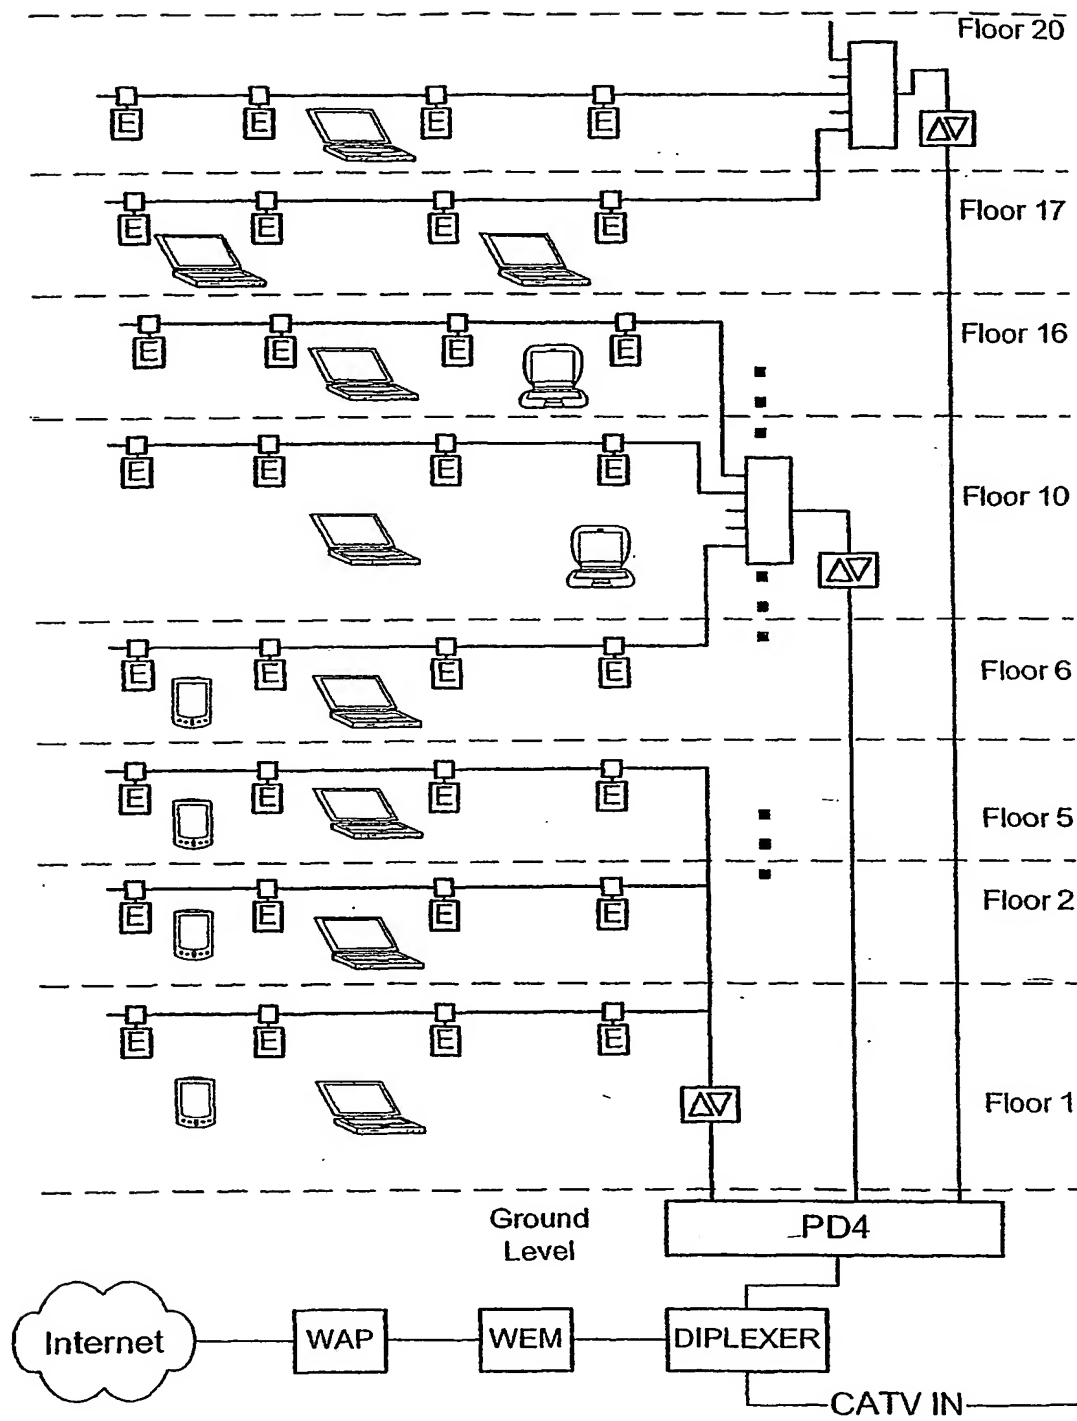 Floor 20
E E E E
Floor 17
E E E E
Floor 16
E E E E
Floor 10
E E E E
Floor 6
E E E E
Floor 5
E E E E
Floor 2
E E E E
Floor 1
E E E E
Ground
Level
PD4
Internet
WAP
WEM
DIPLEXER
CATV IN